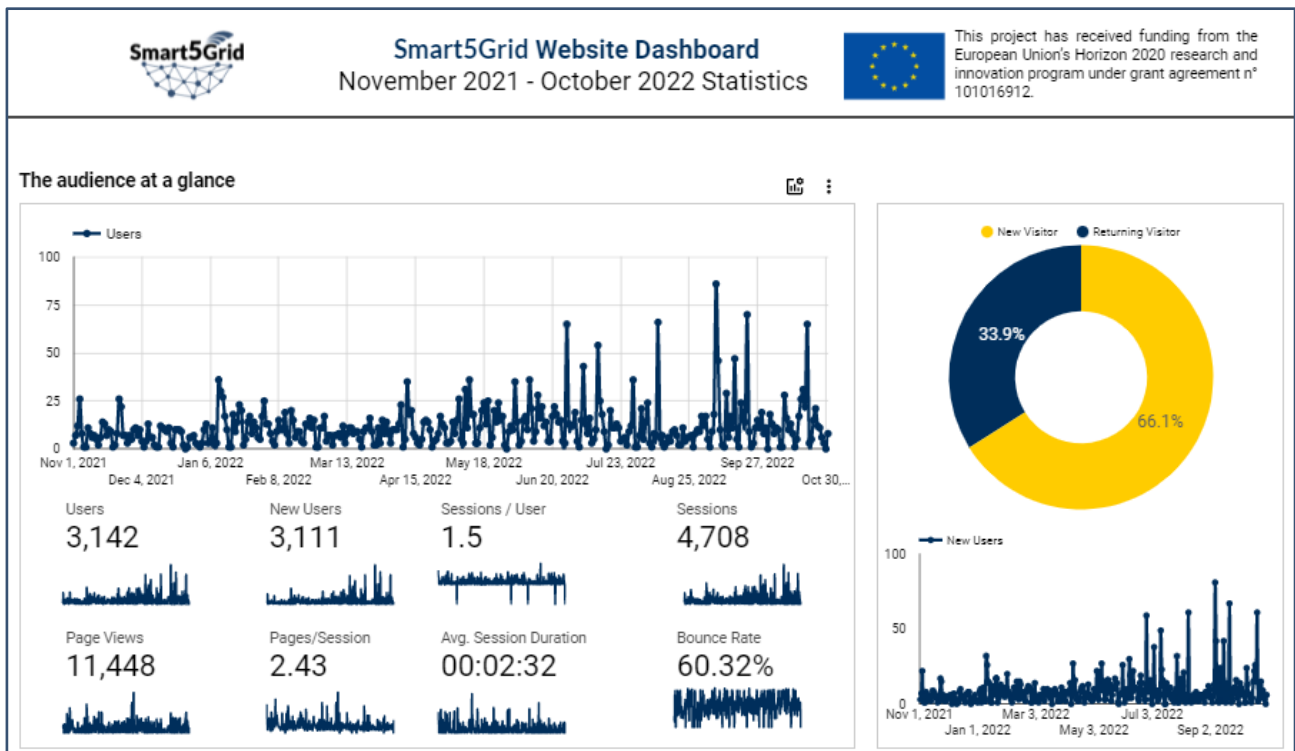 Smart5Grid
Smart5Grid Website Dashboard
November 2021 - October 2022 Statistics
This project has received funding from the
European Union's Horizon 2020 research and
innovation program under grant agreement n°
101016912.
The audience at a glance
Users
100
75
50
25
0
Nov 1, 2021
Jan 6, 2022
Mar 13, 2022
May 18, 2022
Jul 23, 2022
Sep 27, 2022
Dec 4, 2021
Feb 8, 2022
Apr 15, 2022
Jun 20, 2022
Aug 25, 2022
Oct 30,...
Users
New Users
Sessions / User
Sessions
3,142
3,111
1.5
4,708
Page Views
Pages/Session
Avg. Session Duration
Bounce Rate
11,448
2.43
00:02:32
60.32%
New Visitor
Returning Visitor
33.9%
66.1%
New Users
100
50
0
Nov 1, 2021
Mar 3, 2022
Jul 3, 2022
Jan 1, 2022
May 3, 2022
Sep 2, 2022